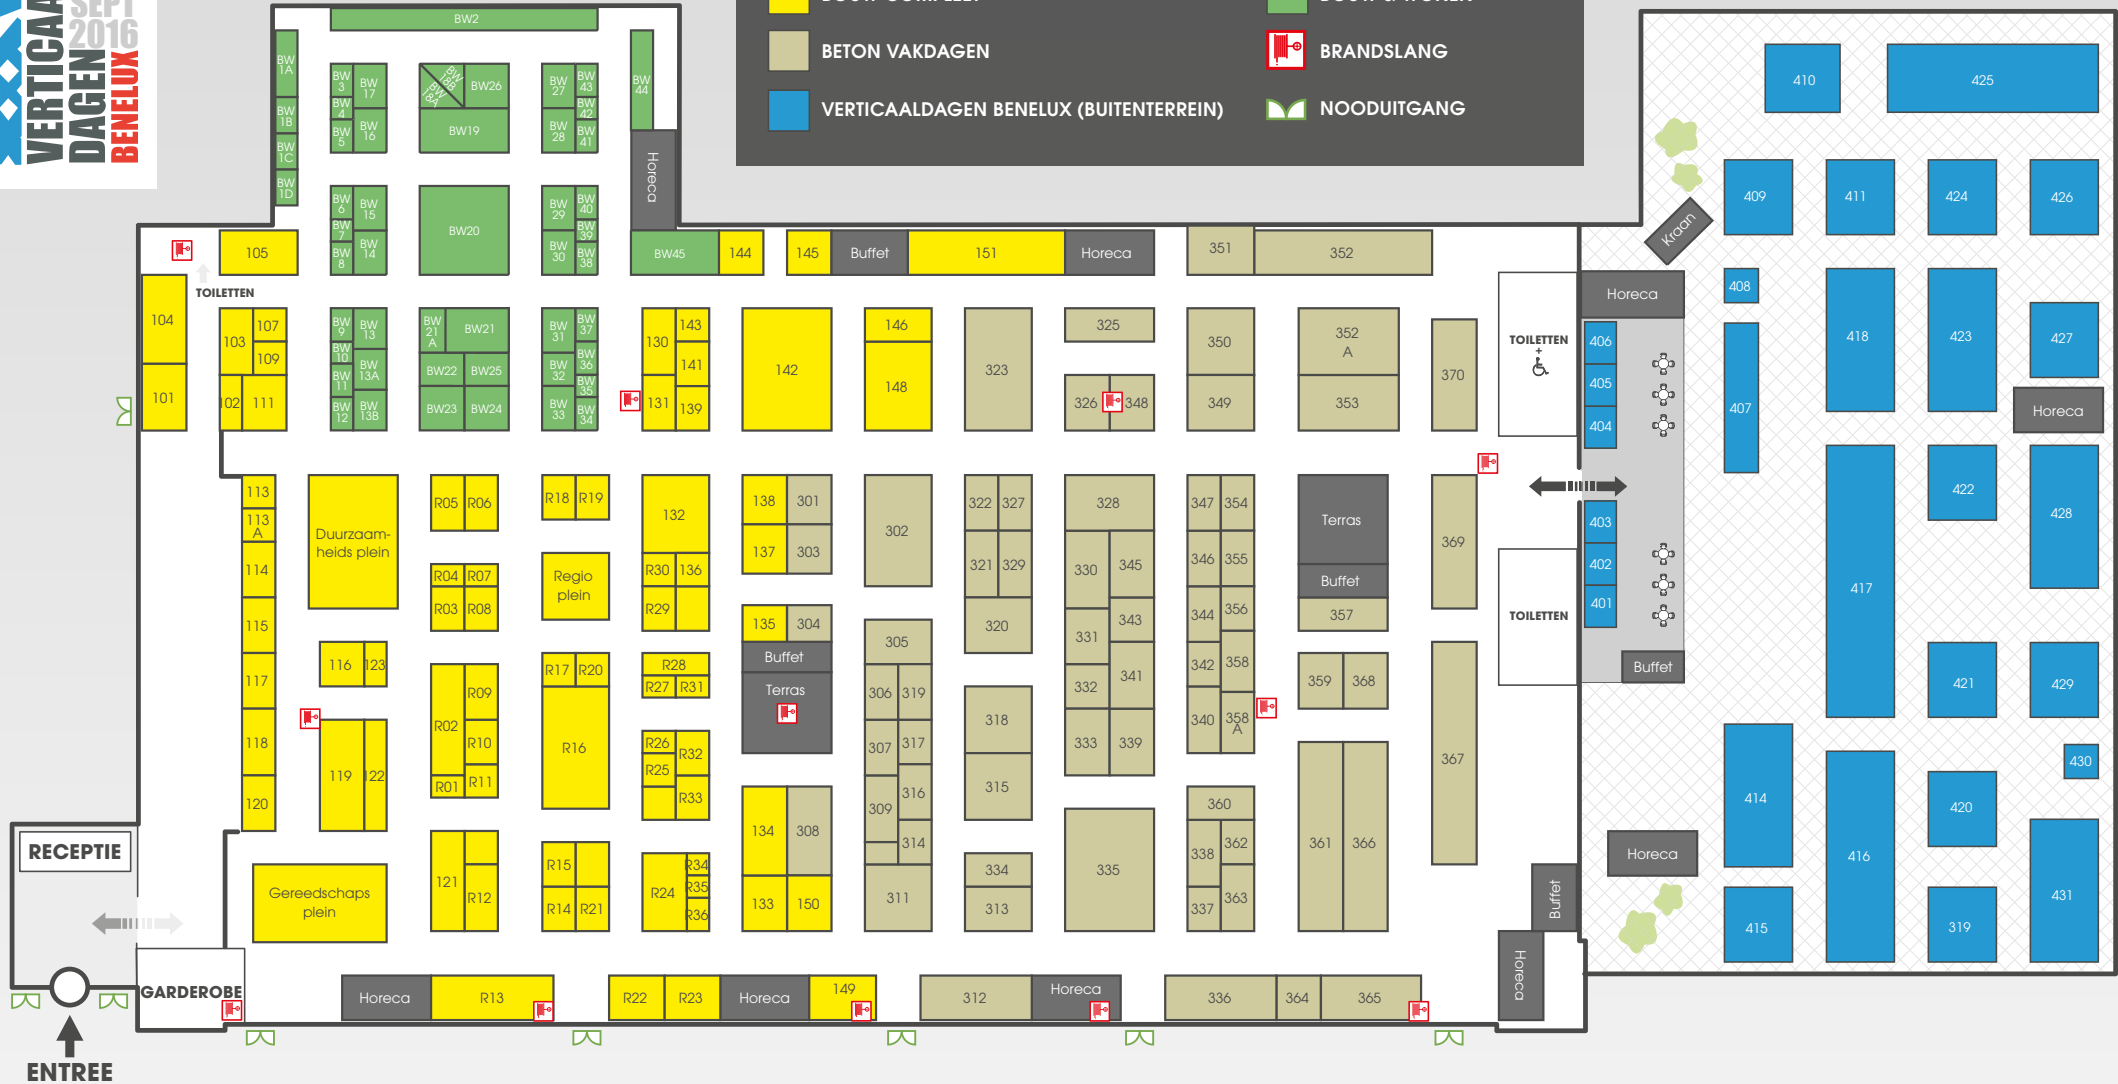 VERTICAA
DAGEN
BENELUX
SEPT
2016
BETON VAKDAGEN
VERTICAALDAGEN BENELUX (BUITENTERREIN)
BRANDSLANG
NOODUITGANG
BW2
BW 1A
BW 1B
BW 1C
BW 1D
BW 3
BW 17
BW 4
BW 5
BW 16
BW 18B
BW 18A
BW26
BW19
BW 27
BW 43
BW 42
BW 28
BW 41
BW 44
Horeca
BW 6
BW 15
BW 7
BW 8
BW 14
BW20
BW 29
BW 40
BW 39
BW 30
BW 38
BW45
144
145
Buffet
151
Horeca
351
352
105
TOILETTEN
104
101
103
107
109
102
111
BW 9
BW 13
BW 10
BW 11
BW 13A
BW 12
BW 13B
BW 21 A
BW21
BW22
BW25
BW23
BW24
BW 31
BW 37
BW 36
BW 32
BW 35
BW 33
BW 34
130
143
141
131
139
142
146
148
323
325
326
348
350
349
352 A
353
370
TOILETTEN
+
113
113 A
114
115
117
118
120
Duurzaam-
heids plein
R05
R06
R04
R07
R03
R08
R18
R19
Regio
plein
132
R30
136
R29
138
301
137
303
135
304
Buffet
Terras
302
305
306
319
307
317
309
316
314
311
322
327
321
329
320
318
315
334
313
328
330
345
331
343
332
341
333
339
335
347
354
346
355
344
356
342
358
340
358 A
360
338
362
337
363
Terras
Buffet
357
359
368
361
366
369
367
TOILETTEN
116
123
119
122
R02
R09
R10
R01
R11
121
R12
R17
R20
R16
R15
R14
R21
R28
R27
R31
R26
R32
R25
R33
R24
R34
R35
R36
134
308
133
150
Gereedschaps
plein
RECEPTIE
GARDEROBE
ENTREE
Horeca
R13
R22
R23
Horeca
149
312
Horeca
336
364
365
Horeca
Buffet
410
425
409
411
424
426
Kraan
Horeca
408
406
405
404
407
418
423
427
Horeca
403
402
401
Buffet
417
422
428
421
429
430
414
416
420
431
Horeca
415
319